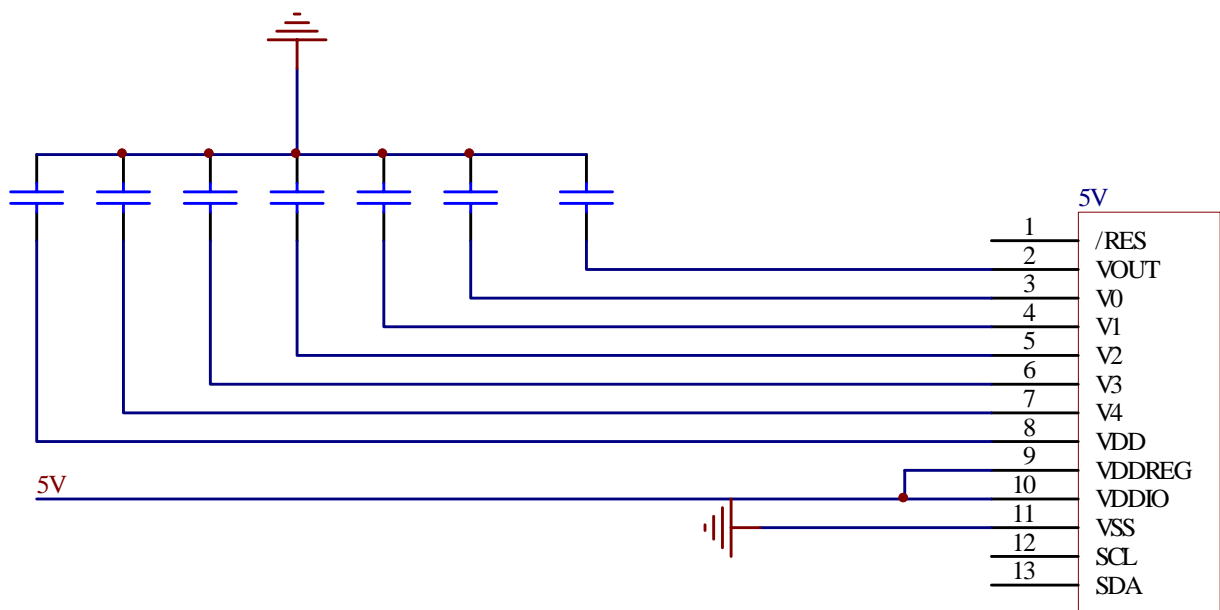 5V
1 /RES
2 VOUT
3 V0
4 V1
5 V2
6 V3
7 V4
8 VDD
9 VDDREG
5V
10 VDDIO
11 VSS
12 SCL
13 SDA